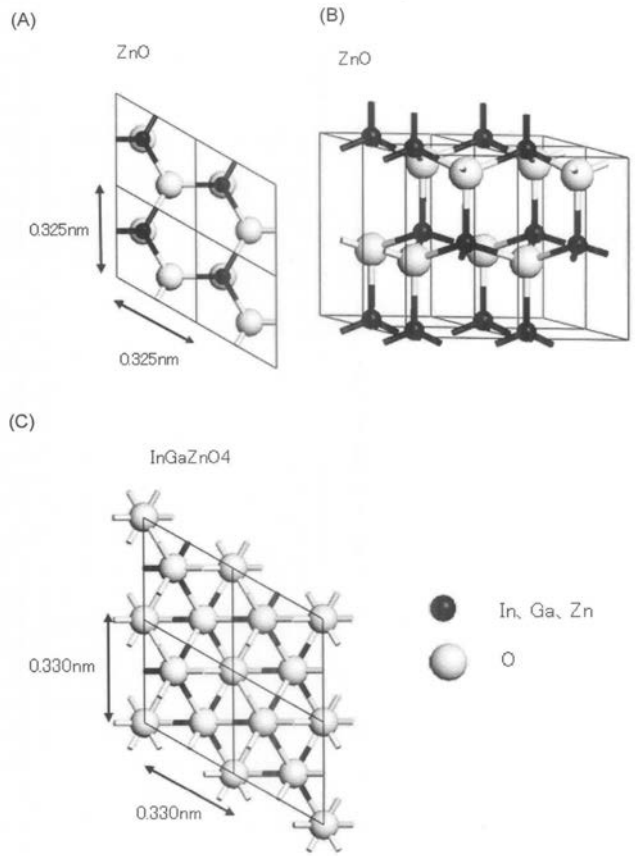 (A)
ZnO
0.325nm
0.325nm
(B)
ZnO
(C)
InGaZnO4
0.330nm
0.330nm
In、Ga、Zn
O